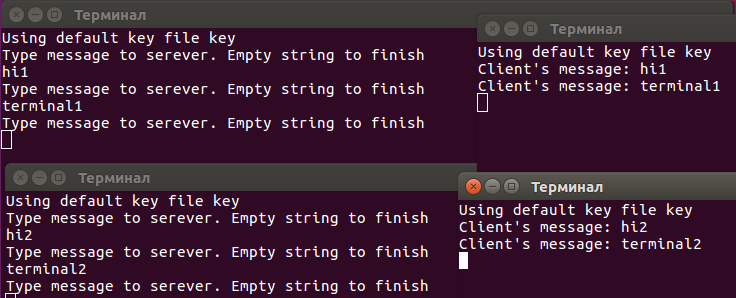 Терминал
Using default key file key
Type message to serever. Empty string to finish
hi1
Type message to serever. Empty string to finish
terminal1
Type message to serever. Empty string to finish
Терминал
Using default key file key
Client's message: hi1
Client's message: terminal1
Терминал
Using default key file key
Type message to serever. Empty string to finish
hi2
Type message to serever. Empty string to finish
terminal2
Type message to serever. Empty string to finish
Терминал
Using default key file key
Client's message: hi2
Client's message: terminal2